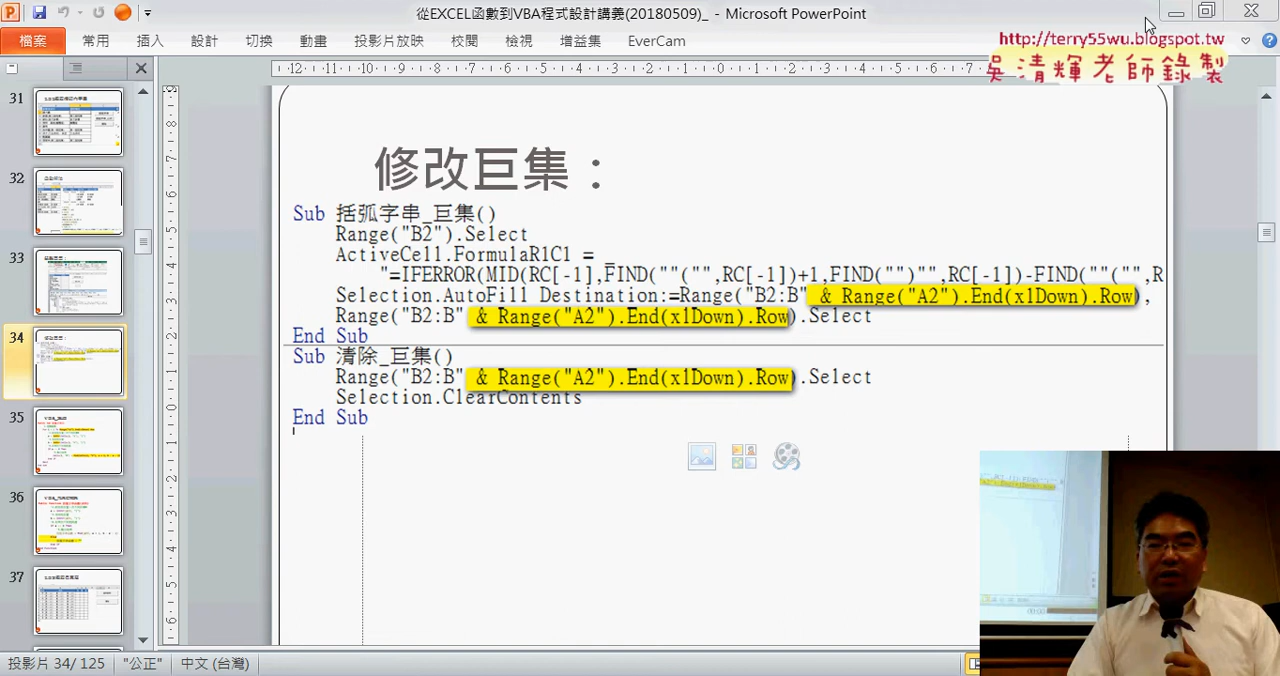 從EXCEL函數到VBA程式設計講義(20180509)_ - Microsoft PowerPoint
檔案 常用 插入 設計 切換 動畫 投影片放映 校閱 檢視 增益集 EverCam
http://terry55wu.blogspot.tw
吳清輝老師錄製
修改巨集：
Sub 括弧字串_巨集()
Range("B2").Select
ActiveCell.FormulaR1C1 = _
"=IFERROR(MID(RC[-1],FIND(""("",RC[-1])+1,FIND("")"",RC[-1])-FIND(""("",R
Selection.AutoFill Destination:=Range("B2:B" & Range("A2").End(xlDown).Row),
Range("B2:B" & Range("A2").End(xlDown).Row).Select
End Sub
Sub 清除_巨集()
Range("B2:B" & Range("A2").End(xlDown).Row).Select
Selection.ClearContents
End Sub
31
32
33
34
35
36
37
投影片 34/ 125 "公正" 中文 (台灣)